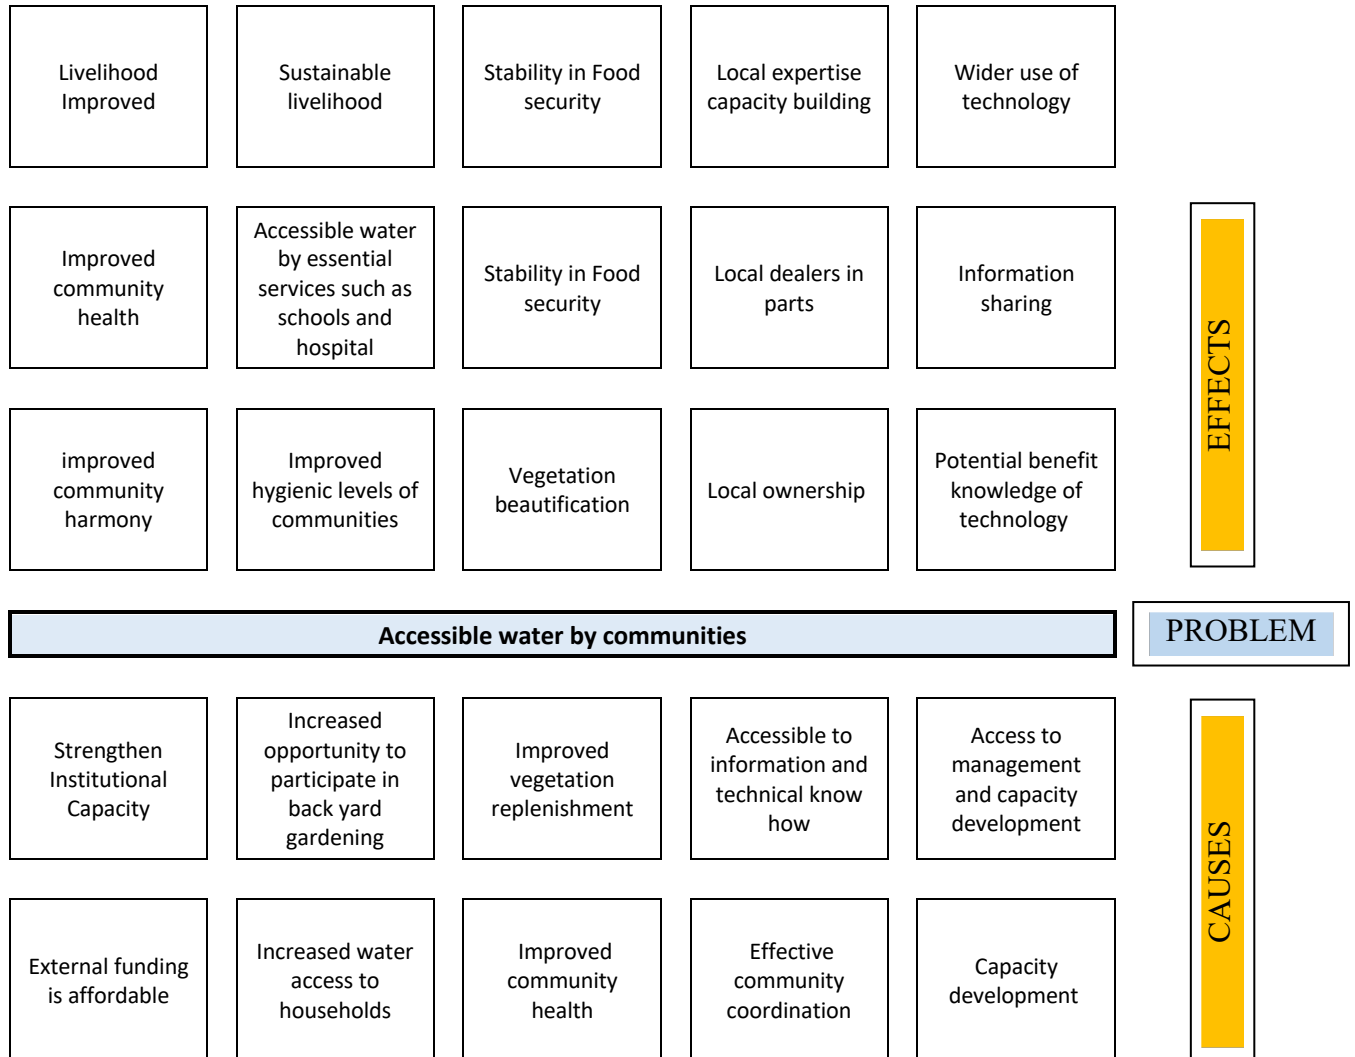 Livelihood
Improved
Sustainable
livelihood
Stability in Food
security
Local expertise
capacity building
Wider use of
technology
Improved
community
health
Accessible water
by essential
services such as
schools and
hospital
Stability in Food
security
Local dealers in
parts
Information
sharing
EFFECTS
improved
community
harmony
Improved
hygienic levels of
communities
Vegetation
beautification
Local ownership
Potential benefit
knowledge of
technology
Accessible water by communities
PROBLEM
Strengthen
Institutional
Capacity
Increased
opportunity to
participate in
back yard
gardening
Improved
vegetation
replenishment
Accessible to
information and
technical know
how
Access to
management
and capacity
development
CAUSES
External funding
is affordable
Increased water
access to
households
Improved
community
health
Effective
community
coordination
Capacity
development